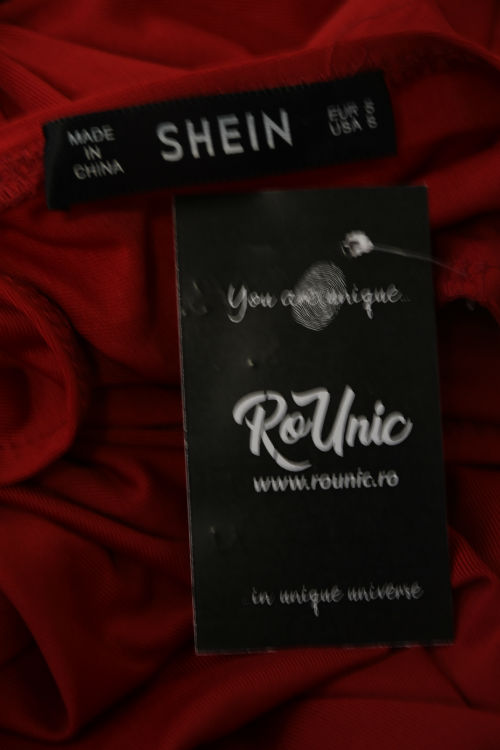 MADE
IN
CHINA
SHEIN
EUR S
USA S
You are unique...
RoUnic
www.rounic.ro
...in unique universe